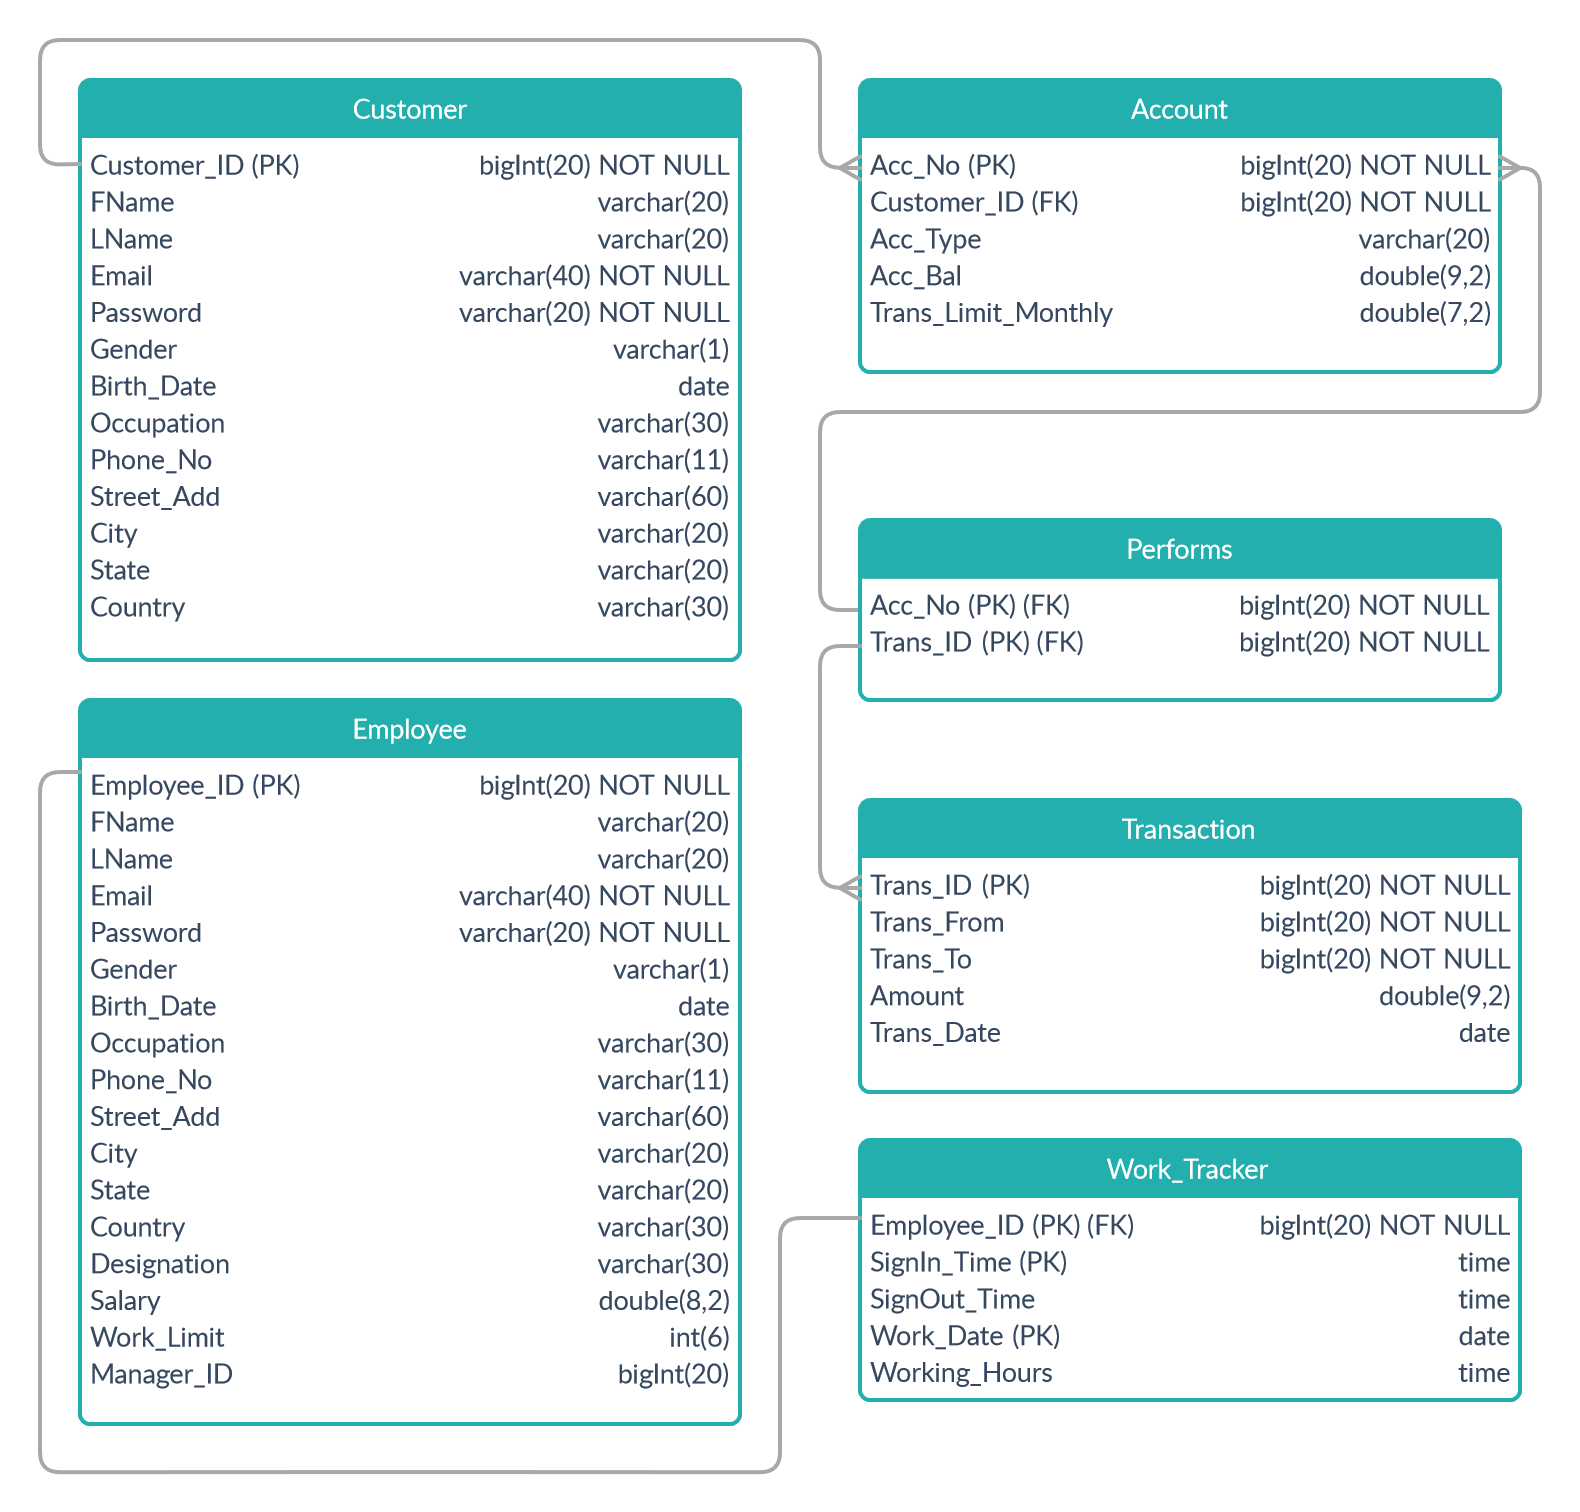 Customer
Customer_ID (PK) bigInt(20) NOT NULL
FName varchar(20)
LName varchar(20)
Email varchar(40) NOT NULL
Password varchar(20) NOT NULL
Gender varchar(1)
Birth_Date date
Occupation varchar(30)
Phone_No varchar(11)
Street_Add varchar(60)
City varchar(20)
State varchar(20)
Country varchar(30)
Account
Acc_No (PK) bigInt(20) NOT NULL
Customer_ID (FK) bigInt(20) NOT NULL
Acc_Type varchar(20)
Acc_Bal double(9,2)
Trans_Limit_Monthly double(7,2)
Performs
Acc_No (PK) (FK) bigInt(20) NOT NULL
Trans_ID (PK) (FK) bigInt(20) NOT NULL
Employee
Employee_ID (PK) bigInt(20) NOT NULL
FName varchar(20)
LName varchar(20)
Email varchar(40) NOT NULL
Password varchar(20) NOT NULL
Gender varchar(1)
Birth_Date date
Occupation varchar(30)
Phone_No varchar(11)
Street_Add varchar(60)
City varchar(20)
State varchar(20)
Country varchar(30)
Designation varchar(30)
Salary double(8,2)
Work_Limit int(6)
Manager_ID bigInt(20)
Transaction
Trans_ID (PK) bigInt(20) NOT NULL
Trans_From bigInt(20) NOT NULL
Trans_To bigInt(20) NOT NULL
Amount double(9,2)
Trans_Date date
Work_Tracker
Employee_ID (PK) (FK) bigInt(20) NOT NULL
SignIn_Time (PK) time
SignOut_Time time
Work_Date (PK) date
Working_Hours time